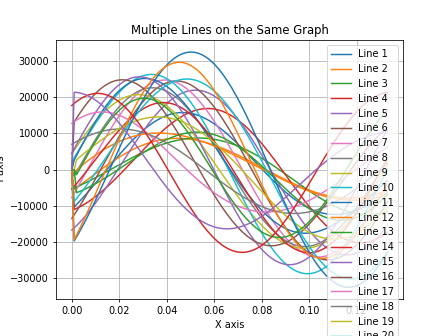 Multiple Lines on the Same Graph
30000
20000
10000
0
−10000
−20000
−30000
0.00
0.02
0.04
0.06
0.08
0.10
X axis
axis
Line 1
Line 2
Line 3
Line 4
Line 5
Line 6
Line 7
Line 8
Line 9
Line 10
Line 11
Line 12
Line 13
Line 14
Line 15
Line 16
Line 17
Line 18
Line 19
Line 20